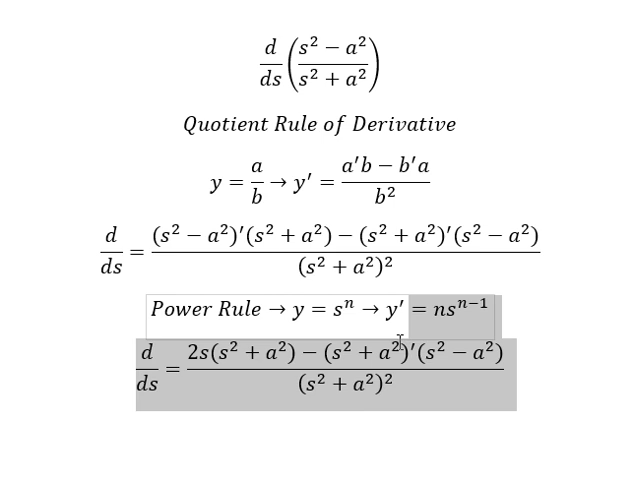 d/ds((s² − a²)/(s² + a²))
Quotient Rule of Derivative
y = a/b → y′ = (a′b − b′a)/b²
d/ds = ((s² − a²)′(s² + a²) − (s² + a²)′(s² − a²))/(s² + a²)²
Power Rule → y = sⁿ → y′ = nsⁿ⁻¹
d/ds = (2s(s² + a²) − (s² + a²)′(s² − a²))/(s² + a²)²